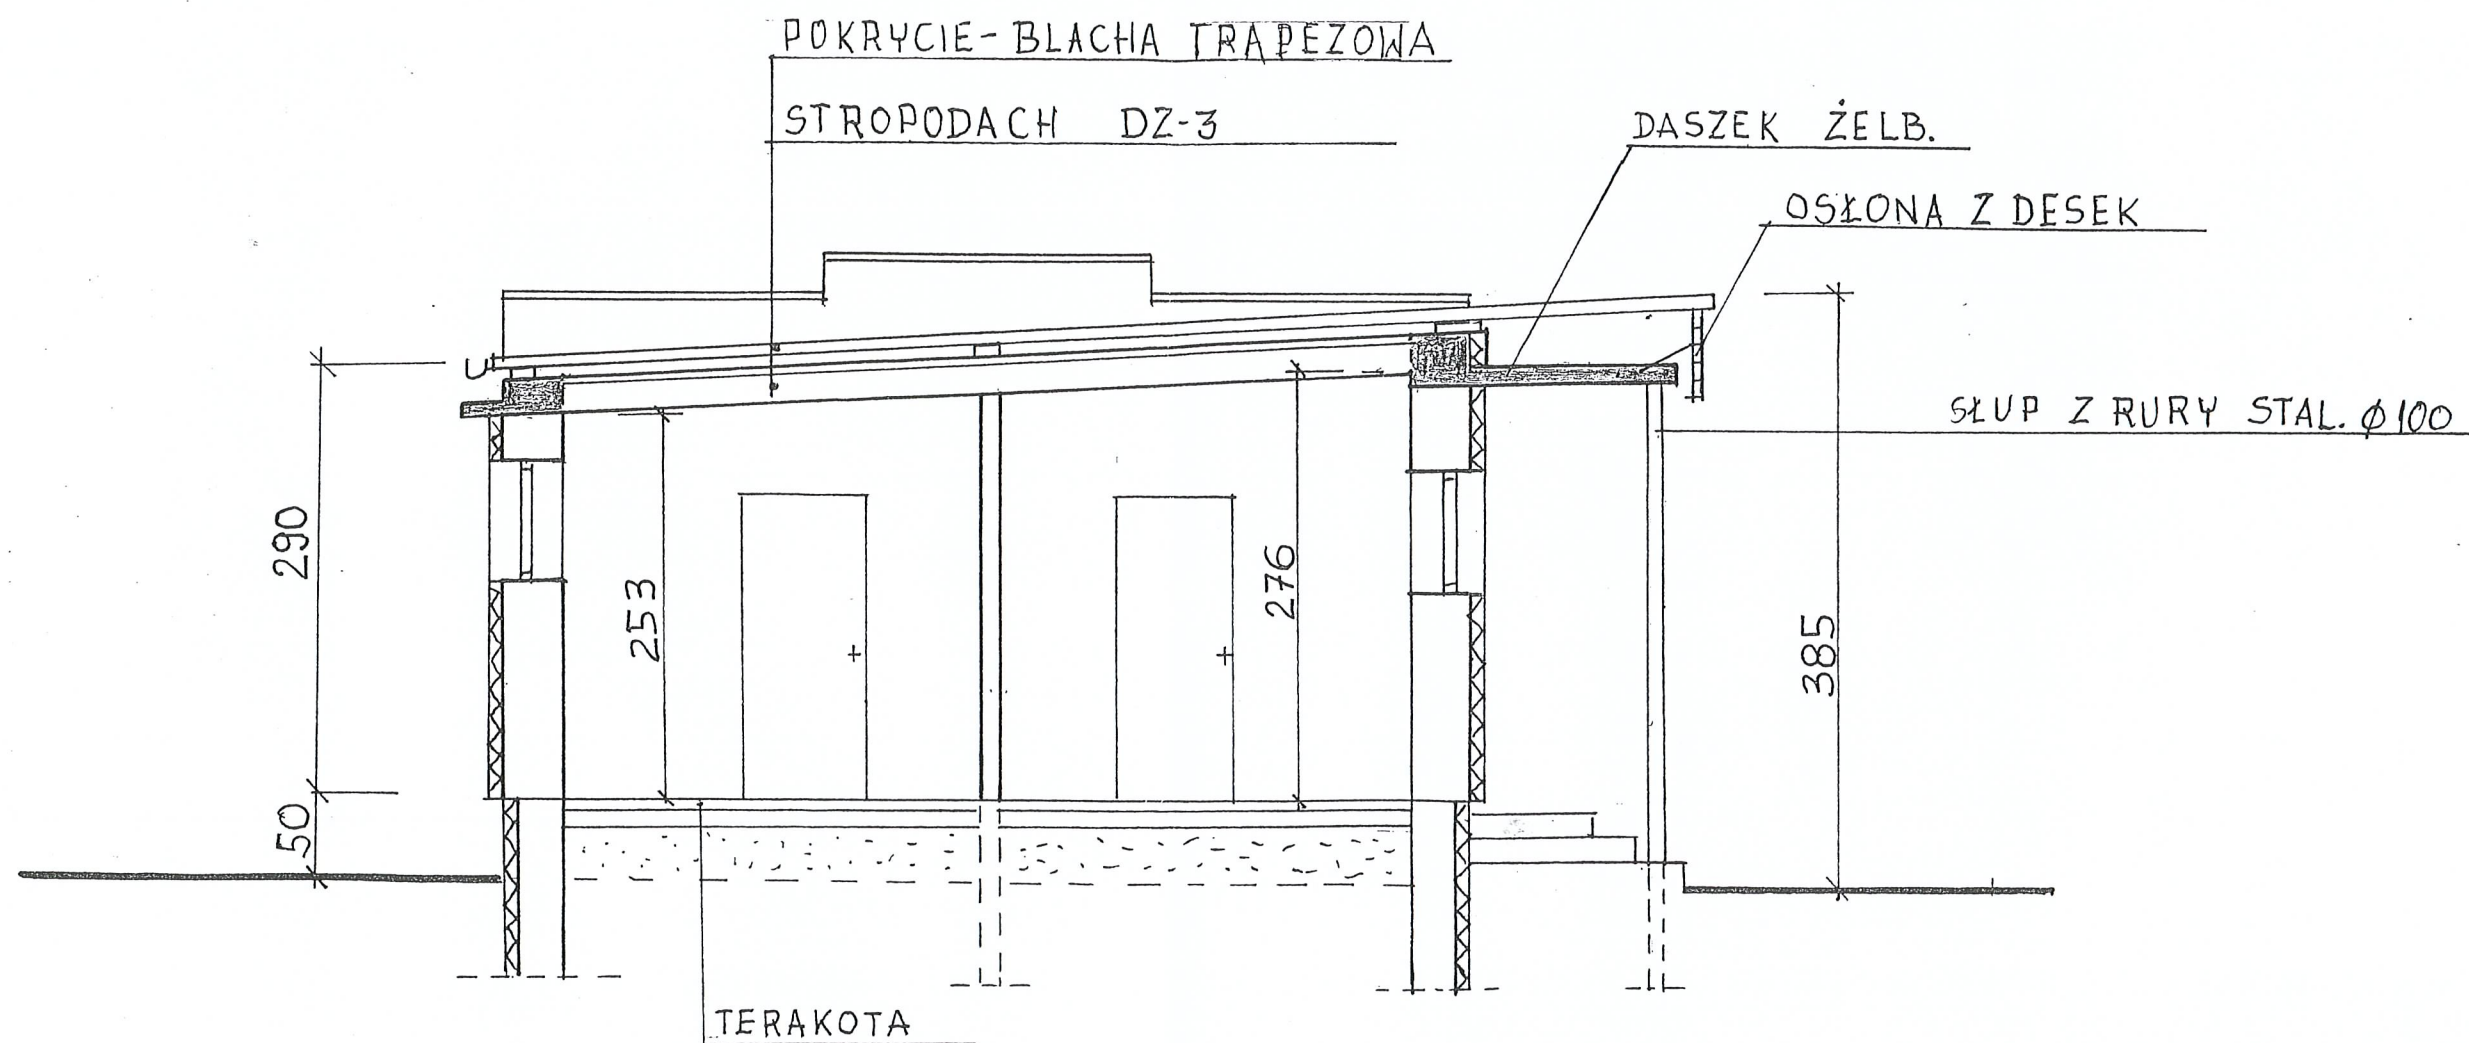 POKRYCIE-BLACHA TRAPEZOWA
STROPODACH DZ-3
DASZEK ŻELB.
OSŁONA Z DESEK
SŁUP Z RURY STAL. Ø100
290
253
276
385
50
TERAKOTA